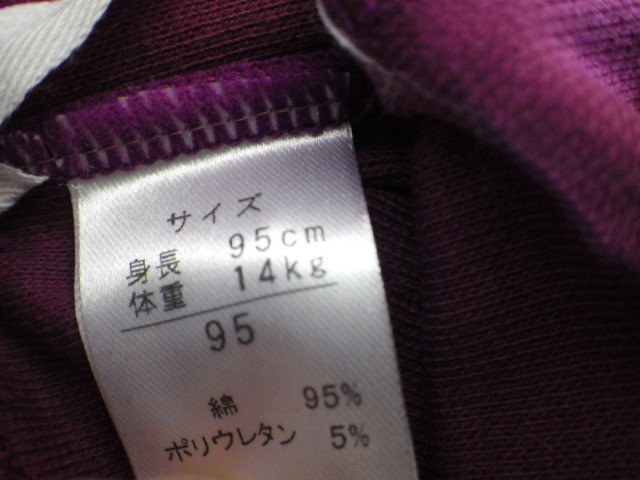 サイズ
身長 95cm
体重 14kg
95
綿 95%
ポリウレタン 5%